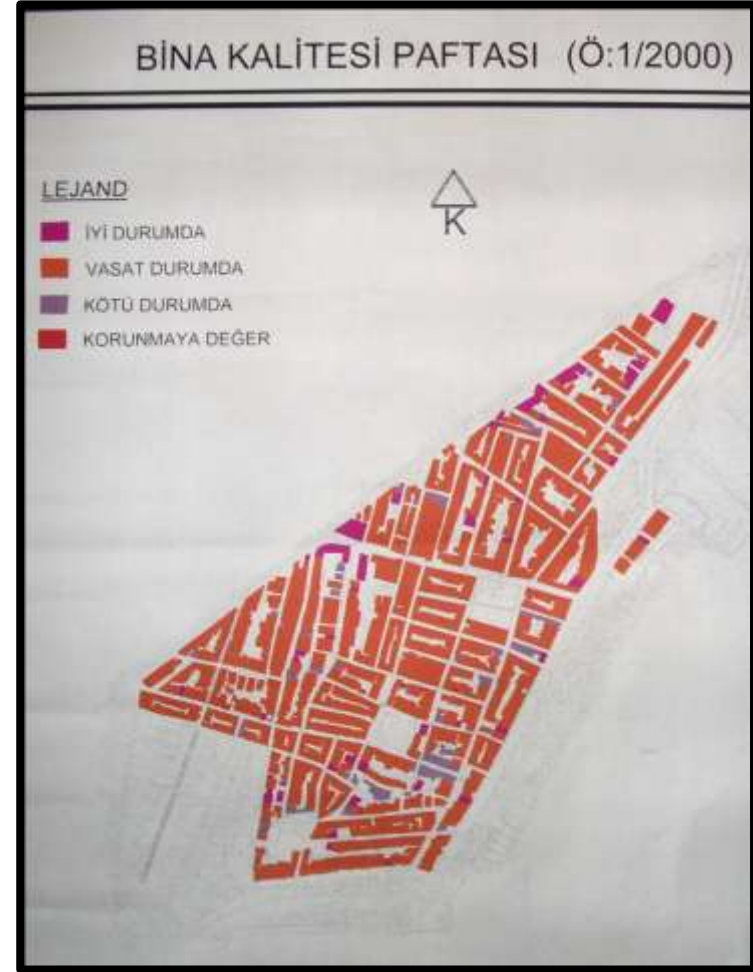 BİNA KALİTESİ PAFTASI (Ö:1/2000)
LEJAND
K
İYİ DURUMDA
VASAT DURUMDA
KÖTÜ DURUMDA
KORUNMAYA DEĞER